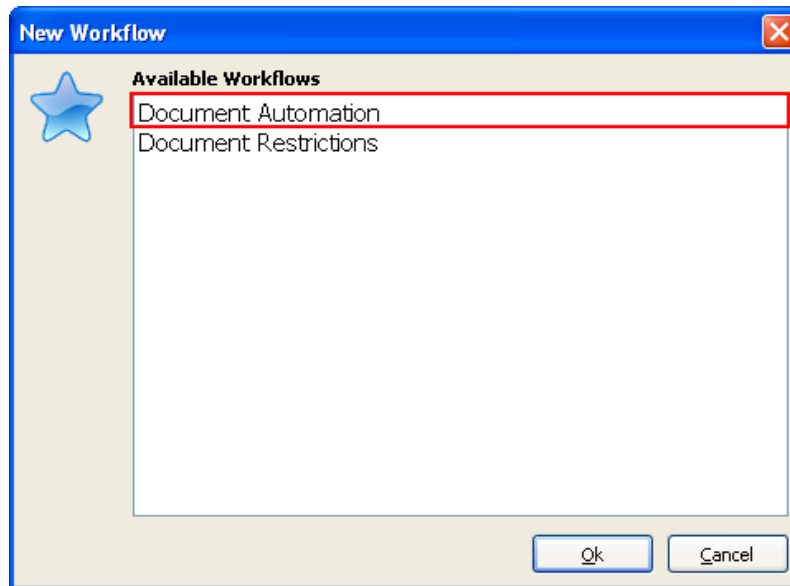 New Workflow
Available Workflows
Document Automation
Document Restrictions
Ok
Cancel